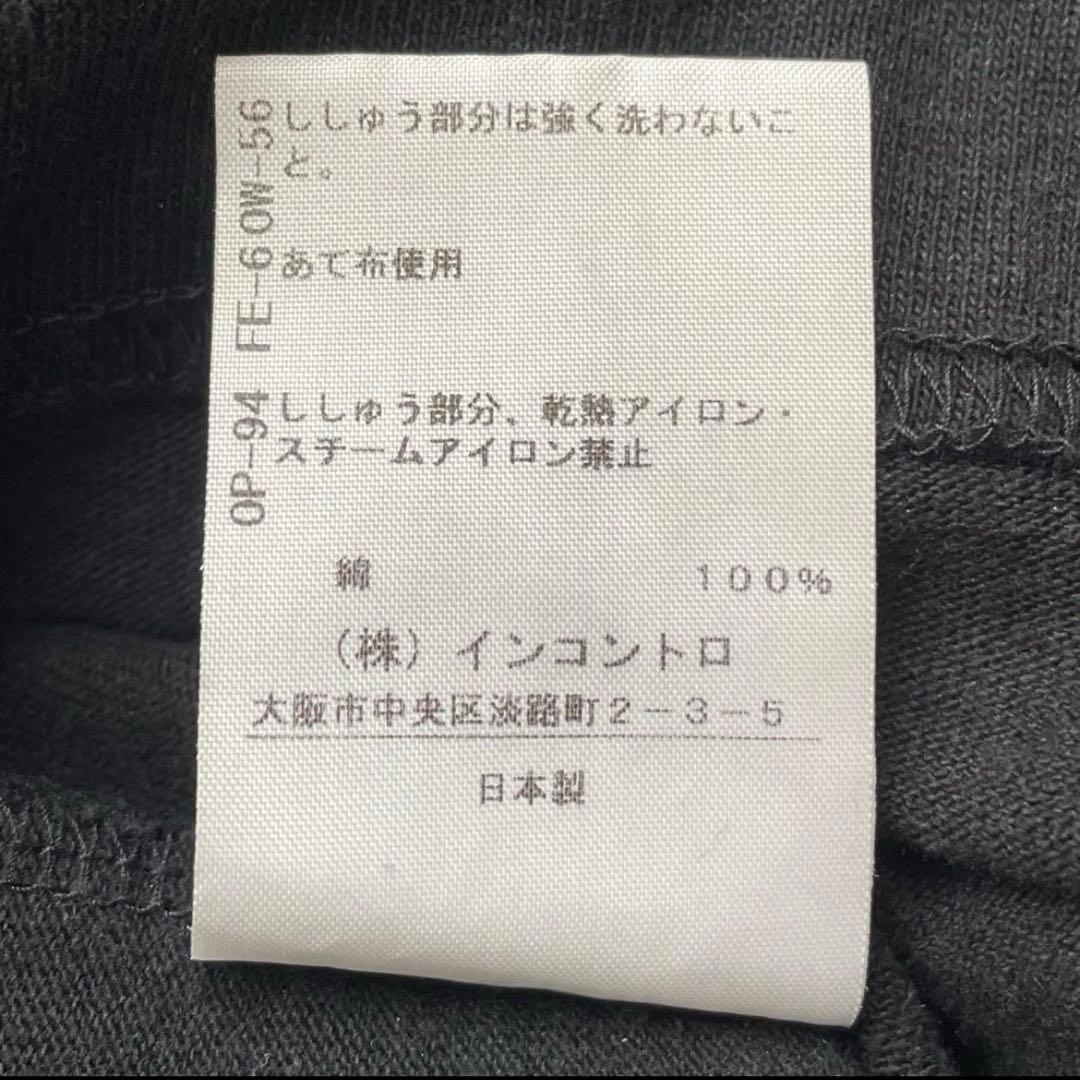 ししゅう部分は強く洗わないこ
と。
あて布使用
ししゅう部分、乾熱アイロン・
スチームアイロン禁止
綿 100%
(株)インコントロ
大阪市中央区淡路町2-3-5
日本製
OP-94 FE-60W-56